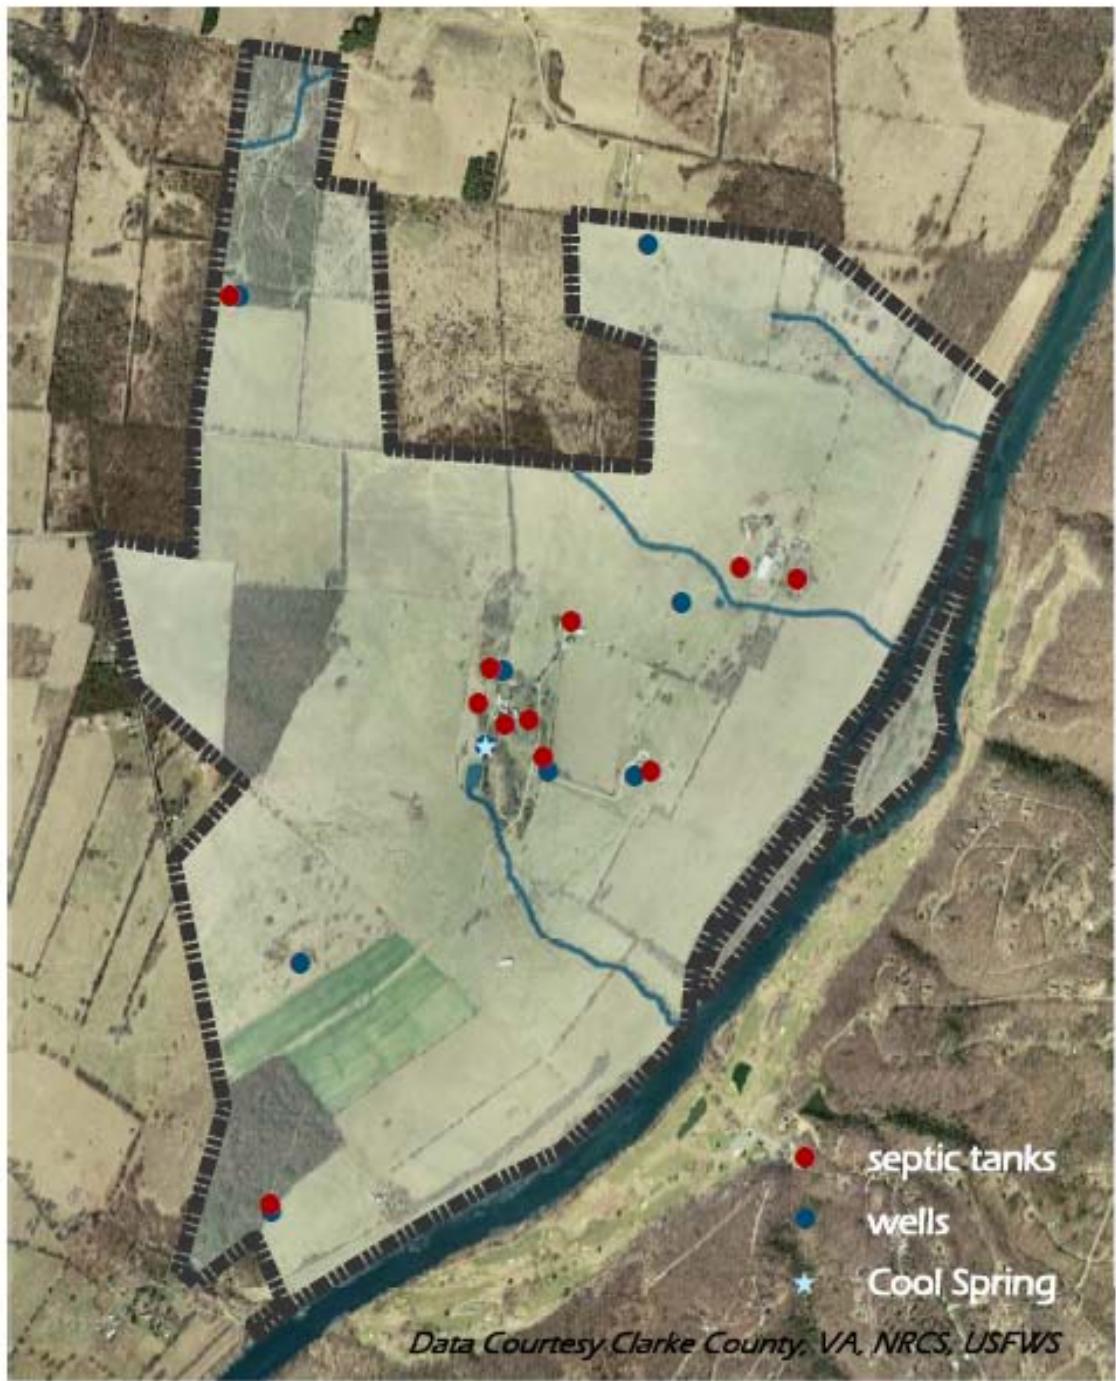 septic tanks
wells
Cool Spring
Data Courtesy Clarke County, VA, NRCS, USFWS